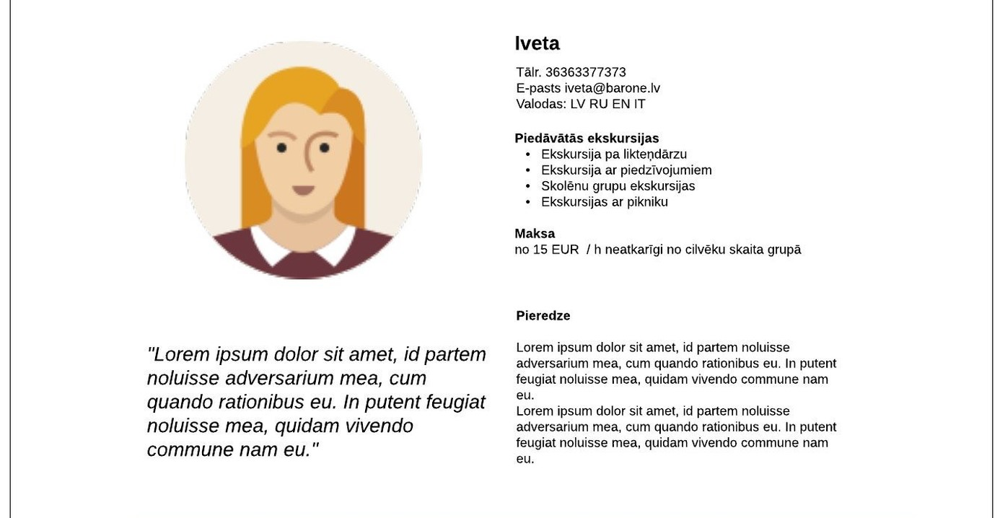 Iveta
Tālr. 36363377373
E-pasts iveta@barone.lv
Valodas: LV RU EN IT
Piedāvātās ekskursijas
• Ekskursija pa likteņdārzu
• Ekskursija ar piedzīvojumiem
• Skolēnu grupu ekskursijas
• Ekskursijas ar pikniku
Maksa
no 15 EUR / h neatkarīgi no cilvēku skaita grupā
"Lorem ipsum dolor sit amet, id partem
noluisse adversarium mea, cum
quando rationibus eu. In putent feugiat
noluisse mea, quidam vivendo
commune nam eu."
Pieredze
Lorem ipsum dolor sit amet, id partem noluisse
adversarium mea, cum quando rationibus eu. In putent
feugiat noluisse mea, quidam vivendo commune nam
eu.
Lorem ipsum dolor sit amet, id partem noluisse
adversarium mea, cum quando rationibus eu. In putent
feugiat noluisse mea, quidam vivendo commune nam
eu.